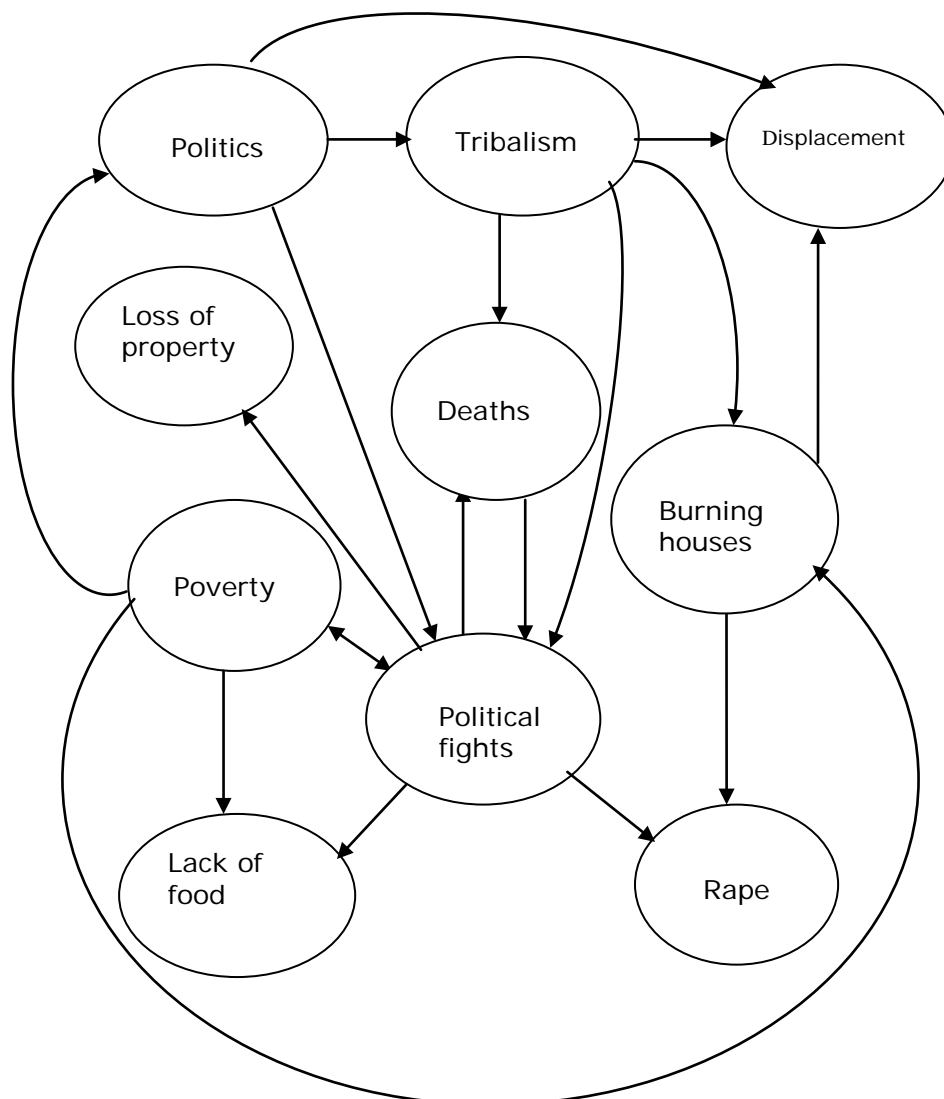 Politics
Tribalism
Displacement
Loss of
property
Deaths
Burning
houses
Poverty
Political
fights
Lack of
food
Rape